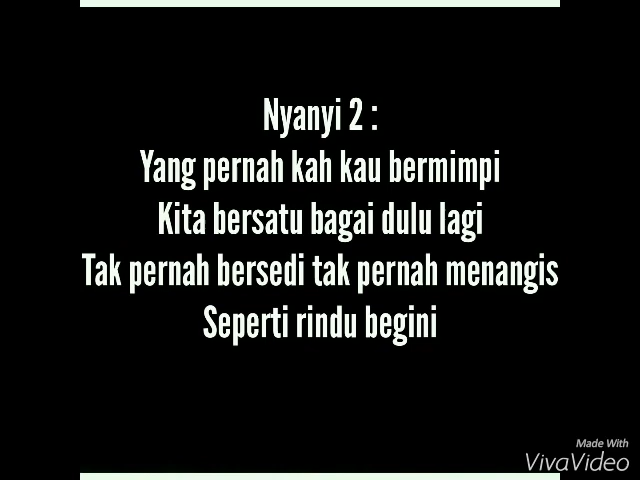 Nyanyi 2 :
Yang pernah kah kau bermimpi
Kita bersatu bagai dulu lagi
Tak pernah bersedi tak pernah menangis
Seperti rindu begini
Made With
VivaVideo